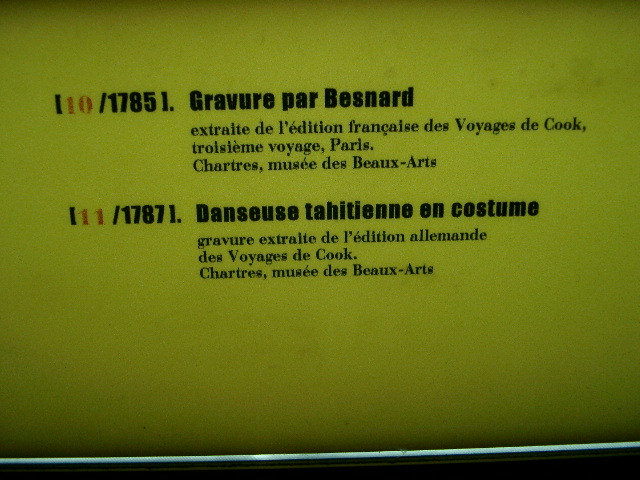 [10/1785]. Gravure par Besnard
extraite de l'édition française des Voyages de Cook,
troisième voyage, Paris.
Chartres, musée des Beaux-Arts
[11/1787]. Danseuse tahitienne en costume
gravure extraite de l'édition allemande
des Voyages de Cook.
Chartres, musée des Beaux-Arts